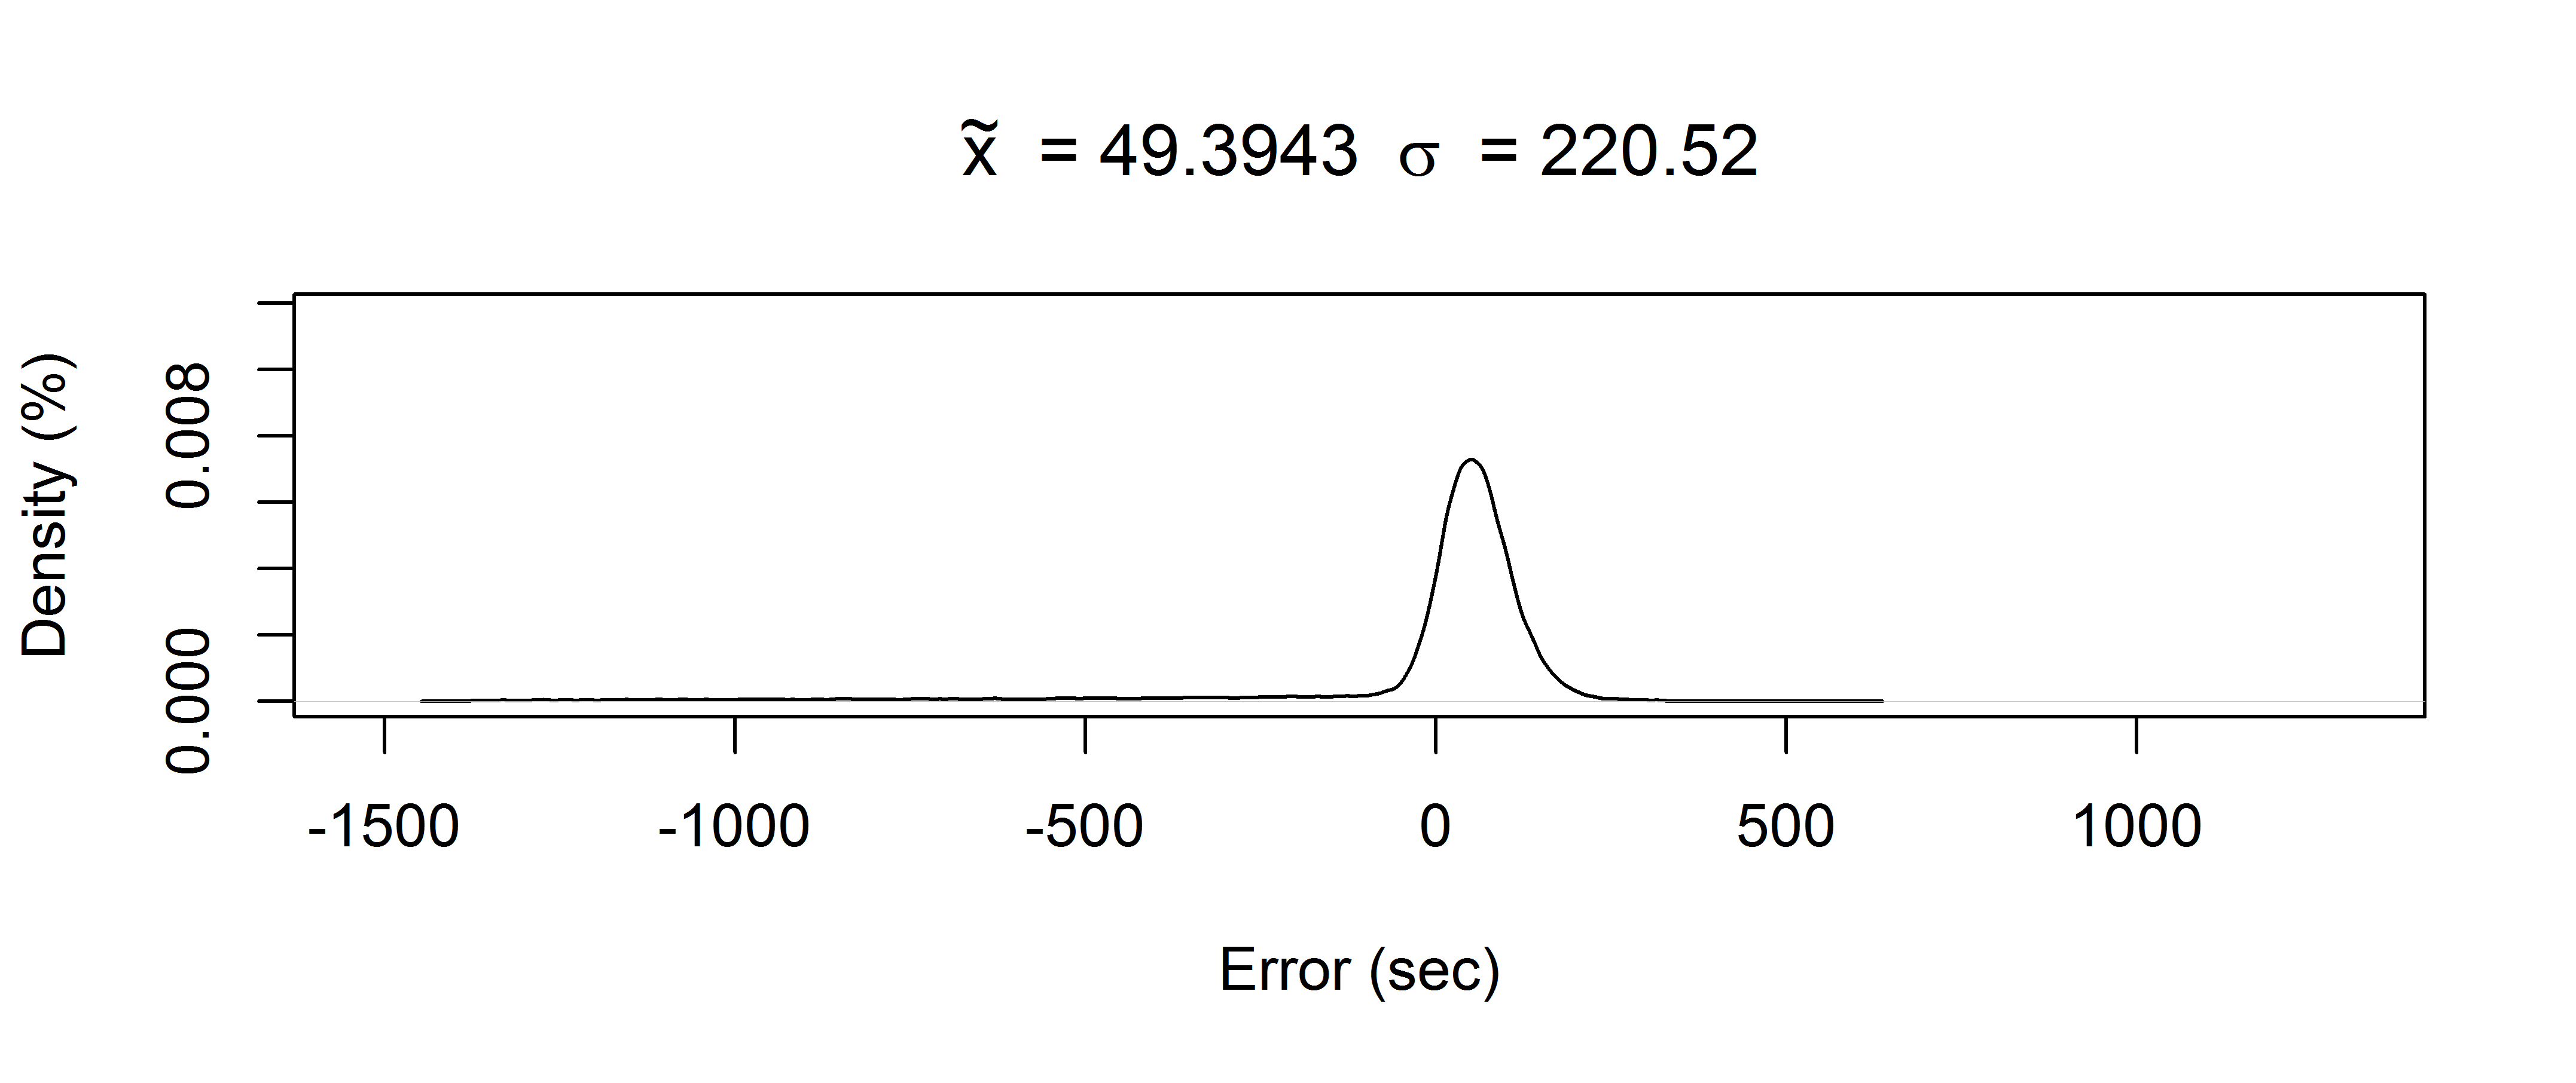 x̃ = 49.3943 σ = 220.52
Density (%)
0.008
0.000
-1500 -1000 -500 0 500 1000
Error (sec)